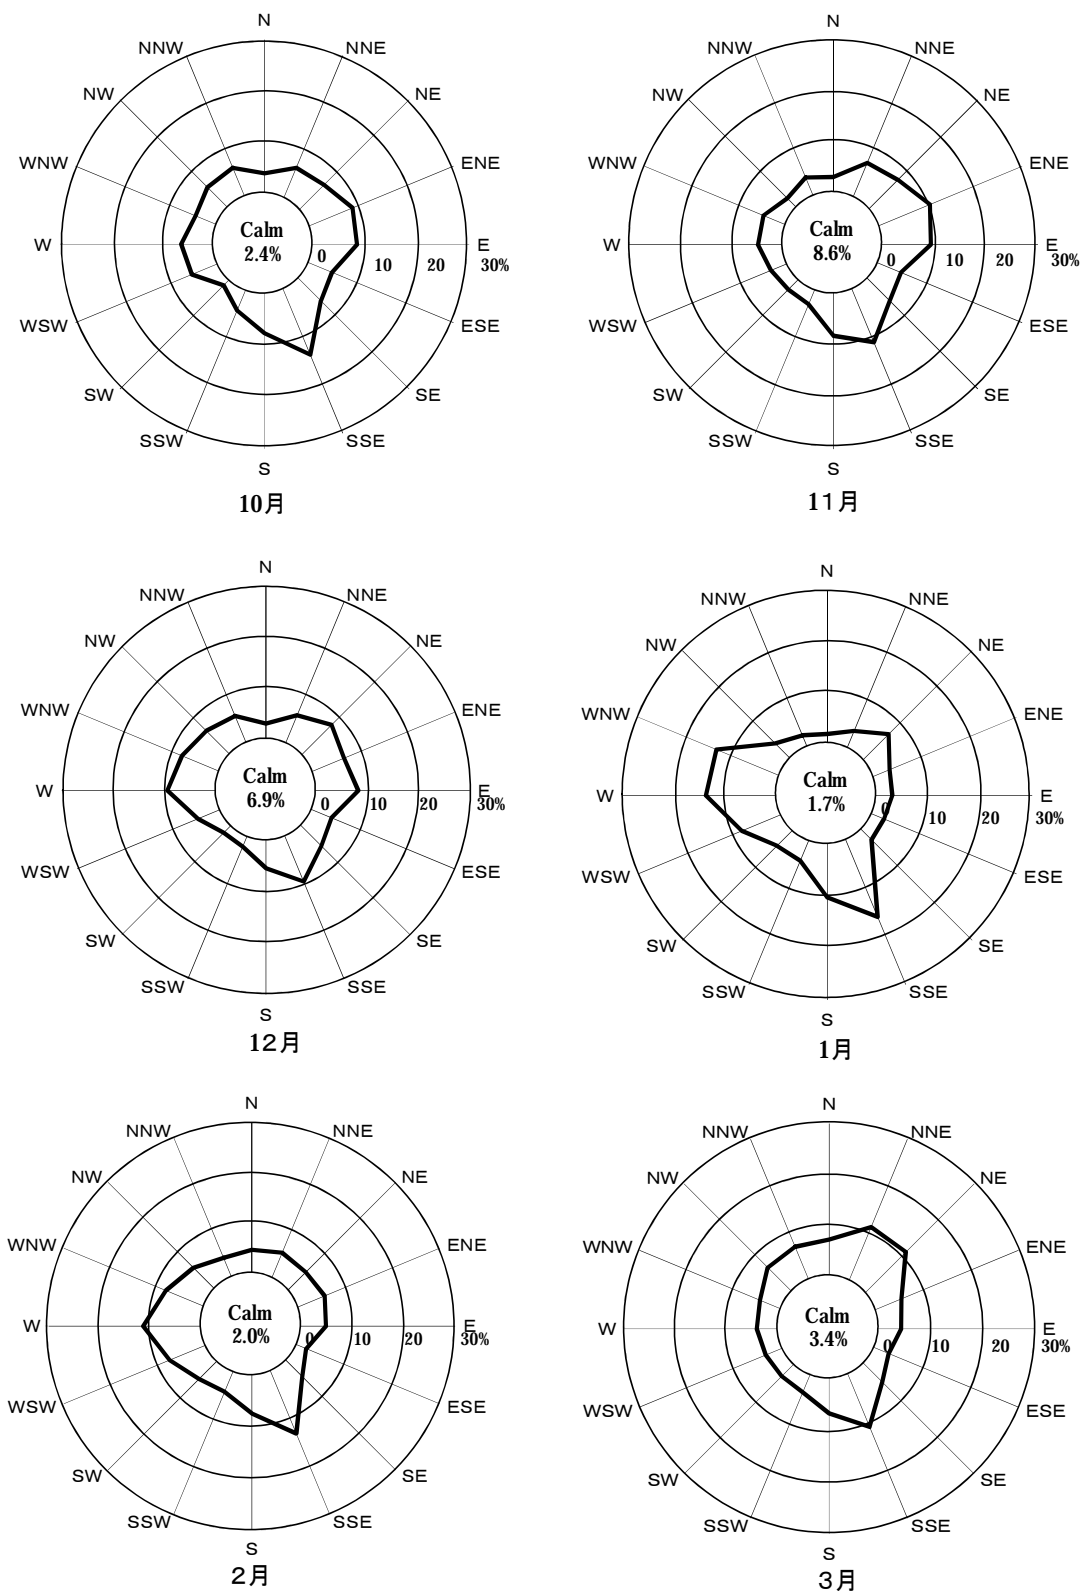 N
NNW NNE
NW NE
WNW ENE
Calm
2.4%
W 0 10 20 E
30%
WSW ESE
SW SE
SSW SSE
S
10月
N
NNW NNE
NW NE
WNW ENE
Calm
8.6%
W 0 10 20 E
30%
WSW ESE
SW SE
SSW SSE
S
11月
N
NNW NNE
NW NE
WNW ENE
Calm
6.9%
W 0 10 20 E
30%
WSW ESE
SW SE
SSW SSE
S
12月
N
NNW NNE
NW NE
WNW ENE
Calm
1.7%
W 0 10 20 E
30%
WSW ESE
SW SE
SSW SSE
S
1月
N
NNW NNE
NW NE
WNW ENE
Calm
2.0%
W 0 10 20 E
30%
WSW ESE
SW SE
SSW SSE
S
2月
N
NNW NNE
NW NE
WNW ENE
Calm
3.4%
W 0 10 20 E
30%
WSW ESE
SW SE
SSW SSE
S
3月